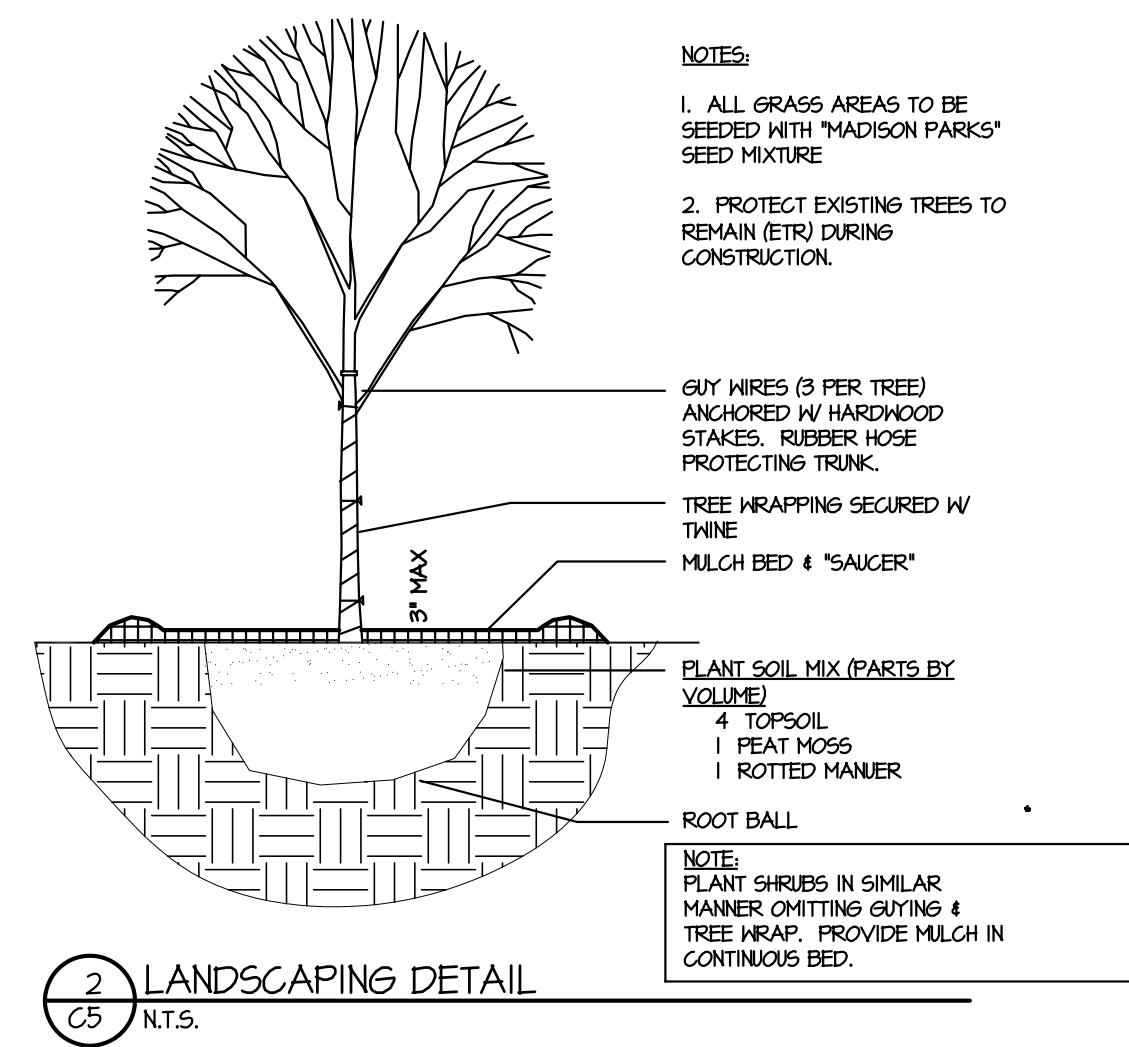 NOTES:
1. ALL GRASS AREAS TO BE
SEEDED WITH "MADISON PARKS"
SEED MIXTURE
2. PROTECT EXISTING TREES TO
REMAIN (ETR) DURING
CONSTRUCTION.
GUY WIRES (3 PER TREE)
ANCHORED W/ HARDWOOD
STAKES. RUBBER HOSE
PROTECTING TRUNK.
TREE WRAPPING SECURED W/
TWINE
MULCH BED & "SAUCER"
3" MAX
PLANT SOIL MIX (PARTS BY
VOLUME)
4 TOPSOIL
1 PEAT MOSS
1 ROTTED MANUER
ROOT BALL
NOTE:
PLANT SHRUBS IN SIMILAR
MANNER OMITTING GUYING &
TREE WRAP. PROVIDE MULCH IN
CONTINUOUS BED.
2 LANDSCAPING DETAIL
C5 N.T.S.